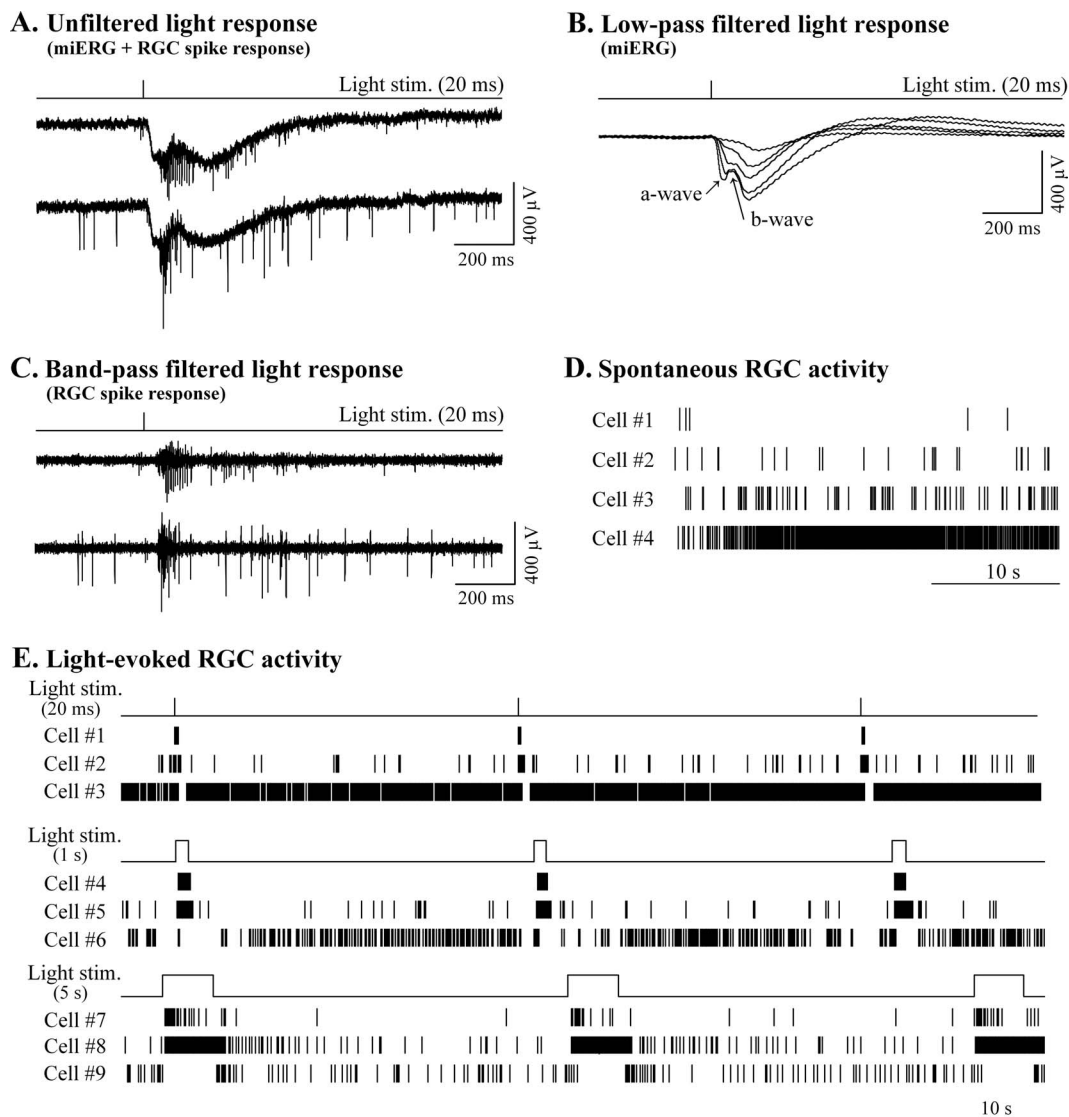 A. Unfiltered light response
(miERG + RGC spike response)
Light stim. (20 ms)
400 µV
200 ms
B. Low-pass filtered light response
(miERG)
Light stim. (20 ms)
a-wave
b-wave
400 µV
200 ms
C. Band-pass filtered light response
(RGC spike response)
Light stim. (20 ms)
400 µV
200 ms
D. Spontaneous RGC activity
Cell #1
Cell #2
Cell #3
Cell #4
10 s
E. Light-evoked RGC activity
Light stim.
(20 ms)
Cell #1
Cell #2
Cell #3
Light stim.
(1 s)
Cell #4
Cell #5
Cell #6
Light stim.
(5 s)
Cell #7
Cell #8
Cell #9
10 s